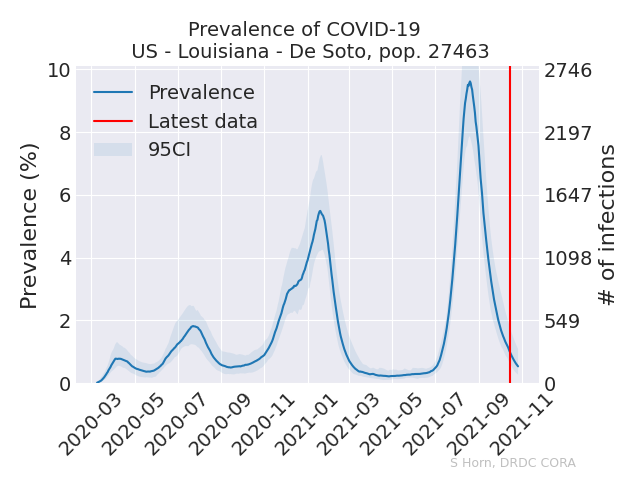 Prevalence of COVID-19
US - Louisiana - De Soto, pop. 27463
Prevalence (%)
10
8
6
4
2
0
Prevalence
Latest data
95CI
2746
2197
1647
1098
549
0
# of infections
2020-03
2020-05
2020-07
2020-09
2020-11
2021-01
2021-03
2021-05
2021-07
2021-09
2021-11
S Horn, DRDC CORA